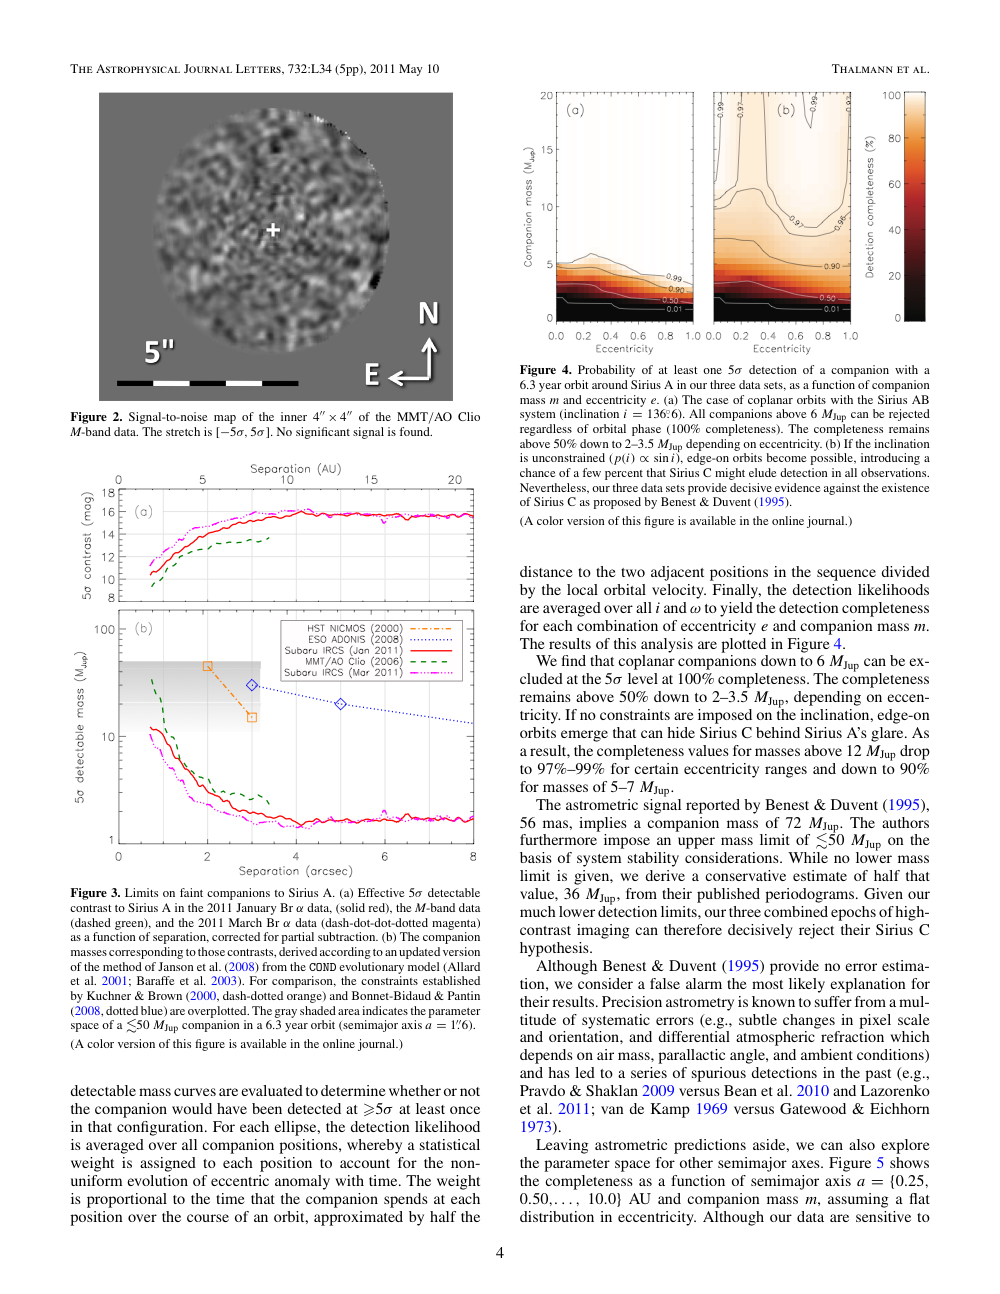 THE ASTROPHYSICAL JOURNAL LETTERS, 732:L34 (5pp), 2011 May 10
THALMANN ET AL.
N
5"
E
Figure 2. Signal-to-noise map of the inner 4″ × 4″ of the MMT/AO Clio
M-band data. The stretch is [−5σ, 5σ]. No significant signal is found.
Separation (AU)
0 5 10 15 20
18
16
14
12
10
8
5σ contrast (mag)
(a)
(b)
HST NICMOS (2000)
ESO ADONIS (2008)
Subaru IRCS (Jan 2011)
MMT/AO Clio (2006)
Subaru IRCS (Mar 2011)
100
10
1
5σ detectable mass (MJup)
0 2 4 6 8
Separation (arcsec)
Figure 3. Limits on faint companions to Sirius A. (a) Effective 5σ detectable
contrast to Sirius A in the 2011 January Br α data, (solid red), the M-band data
(dashed green), and the 2011 March Br α data (dash-dot-dot-dotted magenta)
as a function of separation, corrected for partial subtraction. (b) The companion
masses corresponding to those contrasts, derived according to an updated version
of the method of Janson et al. (2008) from the COND evolutionary model (Allard
et al. 2001; Baraffe et al. 2003). For comparison, the constraints established
by Kuchner & Brown (2000, dash-dotted orange) and Bonnet-Bidaud & Pantin
(2008, dotted blue) are overplotted. The gray shaded area indicates the parameter
space of a ≲50 MJup companion in a 6.3 year orbit (semimajor axis a = 1″.6).
(A color version of this figure is available in the online journal.)
detectable mass curves are evaluated to determine whether or not
the companion would have been detected at ⩾5σ at least once
in that configuration. For each ellipse, the detection likelihood
is averaged over all companion positions, whereby a statistical
weight is assigned to each position to account for the non-
uniform evolution of eccentric anomaly with time. The weight
is proportional to the time that the companion spends at each
position over the course of an orbit, approximated by half the
20
15
10
5
0
Companion mass (MJup)
(a)
0.99
0.90
0.50
0.01
0.0 0.2 0.4 0.6 0.8 1.0
Eccentricity
(b)
0.99
0.97
0.99
0.97
0.97
0.95
0.90
0.50
0.01
0.0 0.2 0.4 0.6 0.8 1.0
Eccentricity
100
80
60
40
20
0
Detection completeness (%)
Figure 4. Probability of at least one 5σ detection of a companion with a
6.3 year orbit around Sirius A in our three data sets, as a function of companion
mass m and eccentricity e. (a) The case of coplanar orbits with the Sirius AB
system (inclination i = 136°.6). All companions above 6 MJup can be rejected
regardless of orbital phase (100% completeness). The completeness remains
above 50% down to 2–3.5 MJup depending on eccentricity. (b) If the inclination
is unconstrained (p(i) ∝ sin i), edge-on orbits become possible, introducing a
chance of a few percent that Sirius C might elude detection in all observations.
Nevertheless, our three data sets provide decisive evidence against the existence
of Sirius C as proposed by Benest & Duvent (1995).
(A color version of this figure is available in the online journal.)
distance to the two adjacent positions in the sequence divided
by the local orbital velocity. Finally, the detection likelihoods
are averaged over all i and ω to yield the detection completeness
for each combination of eccentricity e and companion mass m.
The results of this analysis are plotted in Figure 4.
We find that coplanar companions down to 6 MJup can be ex-
cluded at the 5σ level at 100% completeness. The completeness
remains above 50% down to 2–3.5 MJup, depending on eccen-
tricity. If no constraints are imposed on the inclination, edge-on
orbits emerge that can hide Sirius C behind Sirius A's glare. As
a result, the completeness values for masses above 12 MJup drop
to 97%–99% for certain eccentricity ranges and down to 90%
for masses of 5–7 MJup.
The astrometric signal reported by Benest & Duvent (1995),
56 mas, implies a companion mass of 72 MJup. The authors
furthermore impose an upper mass limit of ≲50 MJup on the
basis of system stability considerations. While no lower mass
limit is given, we derive a conservative estimate of half that
value, 36 MJup, from their published periodograms. Given our
much lower detection limits, our three combined epochs of high-
contrast imaging can therefore decisively reject their Sirius C
hypothesis.
Although Benest & Duvent (1995) provide no error estima-
tion, we consider a false alarm the most likely explanation for
their results. Precision astrometry is known to suffer from a mul-
titude of systematic errors (e.g., subtle changes in pixel scale
and orientation, and differential atmospheric refraction which
depends on air mass, parallactic angle, and ambient conditions)
and has led to a series of spurious detections in the past (e.g.,
Pravdo & Shaklan 2009 versus Bean et al. 2010 and Lazorenko
et al. 2011; van de Kamp 1969 versus Gatewood & Eichhorn
1973).
Leaving astrometric predictions aside, we can also explore
the parameter space for other semimajor axes. Figure 5 shows
the completeness as a function of semimajor axis a = {0.25,
0.50,..., 10.0} AU and companion mass m, assuming a flat
distribution in eccentricity. Although our data are sensitive to
4